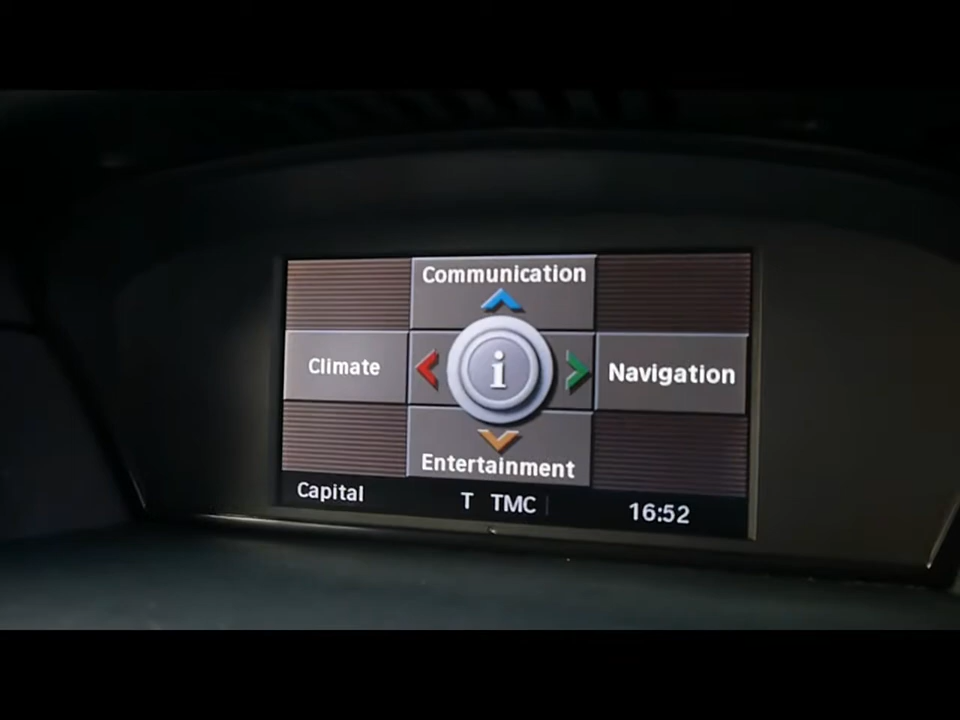 Communication
Climate
i
Navigation
Entertainment
Capital T TMC 16:52